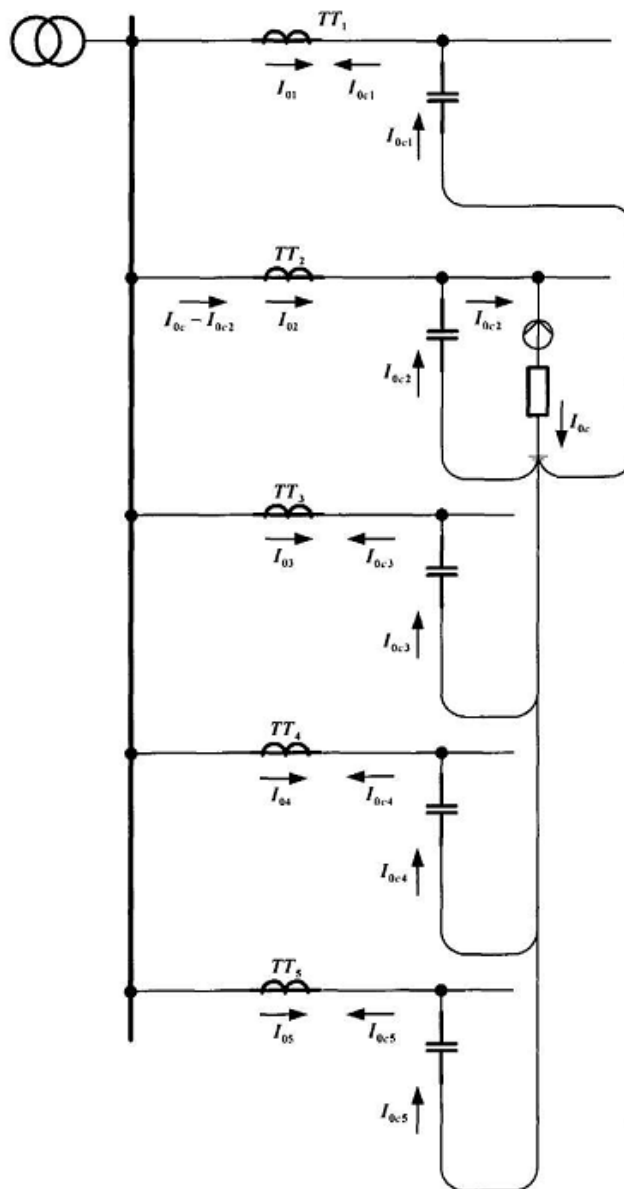 TT₁
I₀₁ I₀c₁
I₀c₁
TT₂
I₀c − I₀c₂ I₀₂ I₀c₂
I₀c₂
I₀c
TT₃
I₀₃ I₀c₃
I₀c₃
TT₄
I₀₄ I₀c₄
I₀c₄
TT₅
I₀₅ I₀c₅
I₀c₅